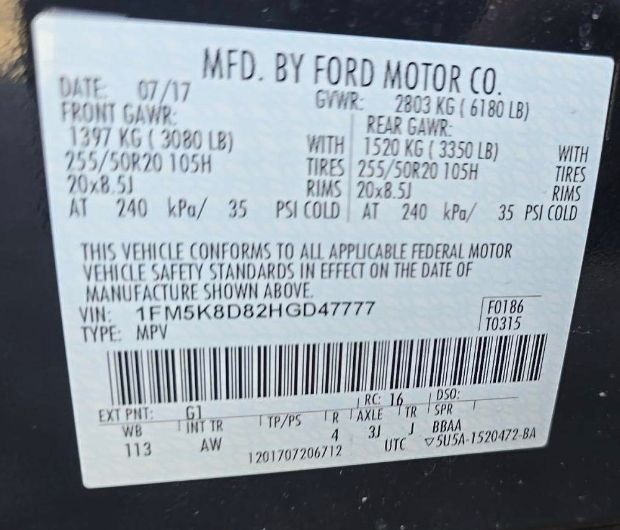 MFD. BY FORD MOTOR CO.
DATE: 07/17 GVWR: 2803 KG ( 6180 LB)
FRONT GAWR: REAR GAWR:
1397 KG ( 3080 LB) WITH 1520 KG ( 3350 LB) WITH
255/50R20 105H TIRES 255/50R20 105H TIRES
20x8.5J RIMS 20x8.5J RIMS
AT 240 kPa/ 35 PSI COLD AT 240 kPa/ 35 PSI COLD
THIS VEHICLE CONFORMS TO ALL APPLICABLE FEDERAL MOTOR
VEHICLE SAFETY STANDARDS IN EFFECT ON THE DATE OF
MANUFACTURE SHOWN ABOVE.
VIN: 1FM5K8D82HGD47777 F0186
TYPE: MPV T0315
EXT PNT: G1 RC: 16 DSO:
WB INT TR TP/PS R AXLE TR SPR
113 AW 4 3J J BBAA
1201707206712 UTC ▽5U5A-1520472-BA